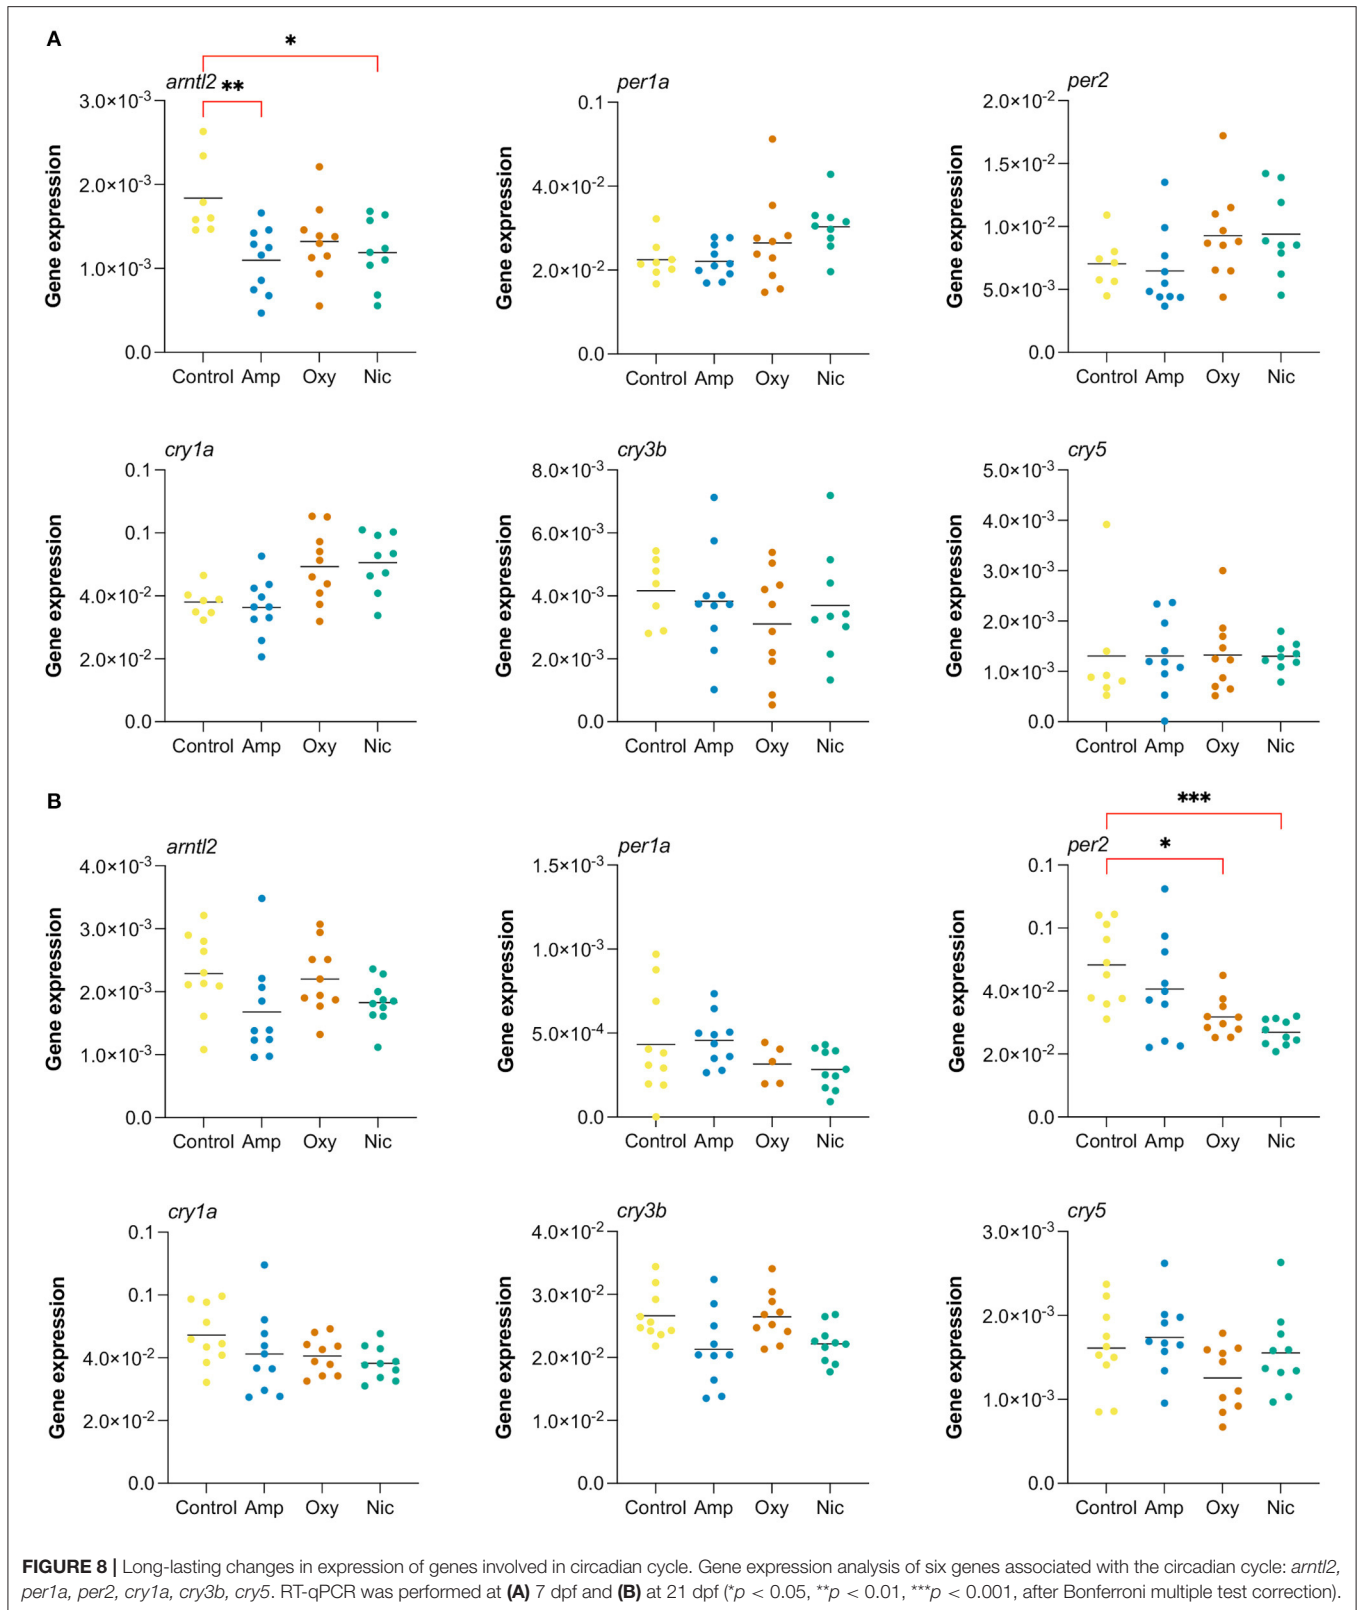 A
*
**
arntl2
3.0×10-3
2.0×10-3
1.0×10-3
0.0
Gene expression
Control Amp Oxy Nic
per1a
0.1
4.0×10-2
2.0×10-2
0.0
Gene expression
Control Amp Oxy Nic
per2
2.0×10-2
1.5×10-2
1.0×10-2
5.0×10-3
0.0
Gene expression
Control Amp Oxy Nic
cry1a
0.1
0.1
4.0×10-2
2.0×10-2
0.0
Gene expression
Control Amp Oxy Nic
cry3b
8.0×10-3
6.0×10-3
4.0×10-3
2.0×10-3
0.0
Gene expression
Control Amp Oxy Nic
cry5
5.0×10-3
4.0×10-3
3.0×10-3
2.0×10-3
1.0×10-3
0.0
Gene expression
Control Amp Oxy Nic
B
arntl2
4.0×10-3
3.0×10-3
2.0×10-3
1.0×10-3
0.0
Gene expression
Control Amp Oxy Nic
per1a
1.5×10-3
1.0×10-3
5.0×10-4
0.0
Gene expression
Control Amp Oxy Nic
***
*
per2
0.1
0.1
4.0×10-2
2.0×10-2
0.0
Gene expression
Control Amp Oxy Nic
cry1a
0.1
0.1
4.0×10-2
2.0×10-2
0.0
Gene expression
Control Amp Oxy Nic
cry3b
4.0×10-2
3.0×10-2
2.0×10-2
1.0×10-2
0.0
Gene expression
Control Amp Oxy Nic
cry5
3.0×10-3
2.0×10-3
1.0×10-3
0.0
Gene expression
Control Amp Oxy Nic
FIGURE 8 | Long-lasting changes in expression of genes involved in circadian cycle. Gene expression analysis of six genes associated with the circadian cycle: arntl2,
per1a, per2, cry1a, cry3b, cry5. RT-qPCR was performed at (A) 7 dpf and (B) at 21 dpf (*p < 0.05, **p < 0.01, ***p < 0.001, after Bonferroni multiple test correction).